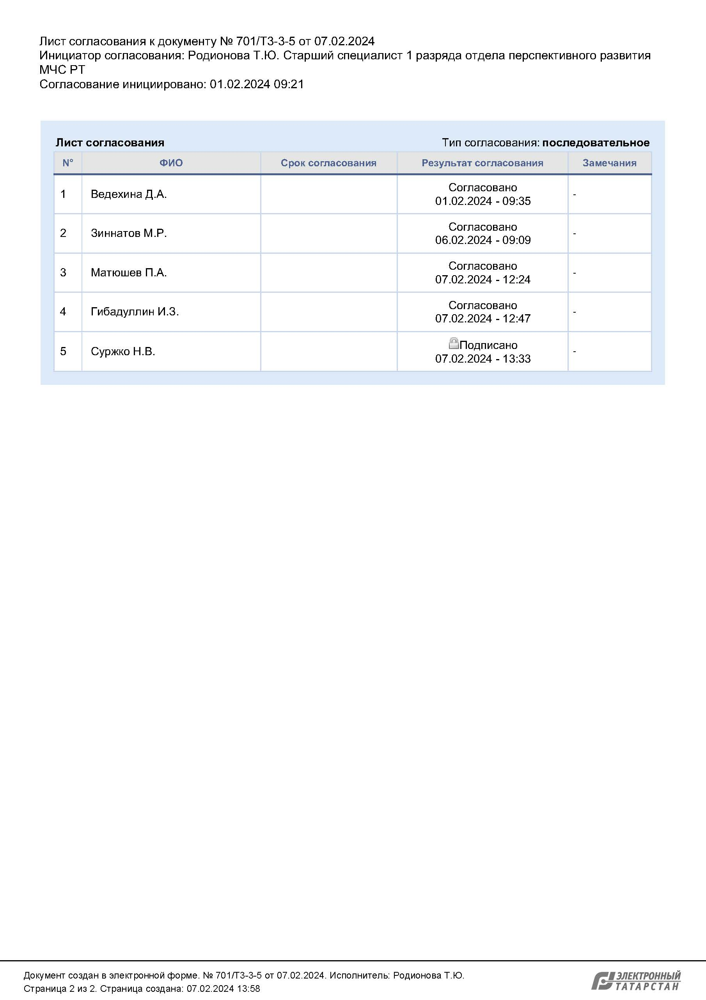 Лист согласования к документу № 701/ТЗ-3-5 от 07.02.2024
Инициатор согласования: Родионова Т.Ю. Старший специалист 1 разряда отдела перспективного развития
МЧС РТ
Согласование инициировано: 01.02.2024 09:21
Лист согласования Тип согласования: последовательное
N° ФИО Срок согласования Результат согласования Замечания
1 Ведехина Д.А. Согласовано
01.02.2024 - 09:35 -
2 Зиннатов М.Р. Согласовано
06.02.2024 - 09:09 -
3 Матюшев П.А. Согласовано
07.02.2024 - 12:24 -
4 Гибадуллин И.З. Согласовано
07.02.2024 - 12:47 -
5 Суржко Н.В. Подписано
07.02.2024 - 13:33 -
Документ создан в электронной форме. № 701/ТЗ-3-5 от 07.02.2024. Исполнитель: Родионова Т.Ю.
Страница 2 из 2. Страница создана: 07.02.2024 13:58
ЭЛЕКТРОННЫЙ
ТАТАРСТАН